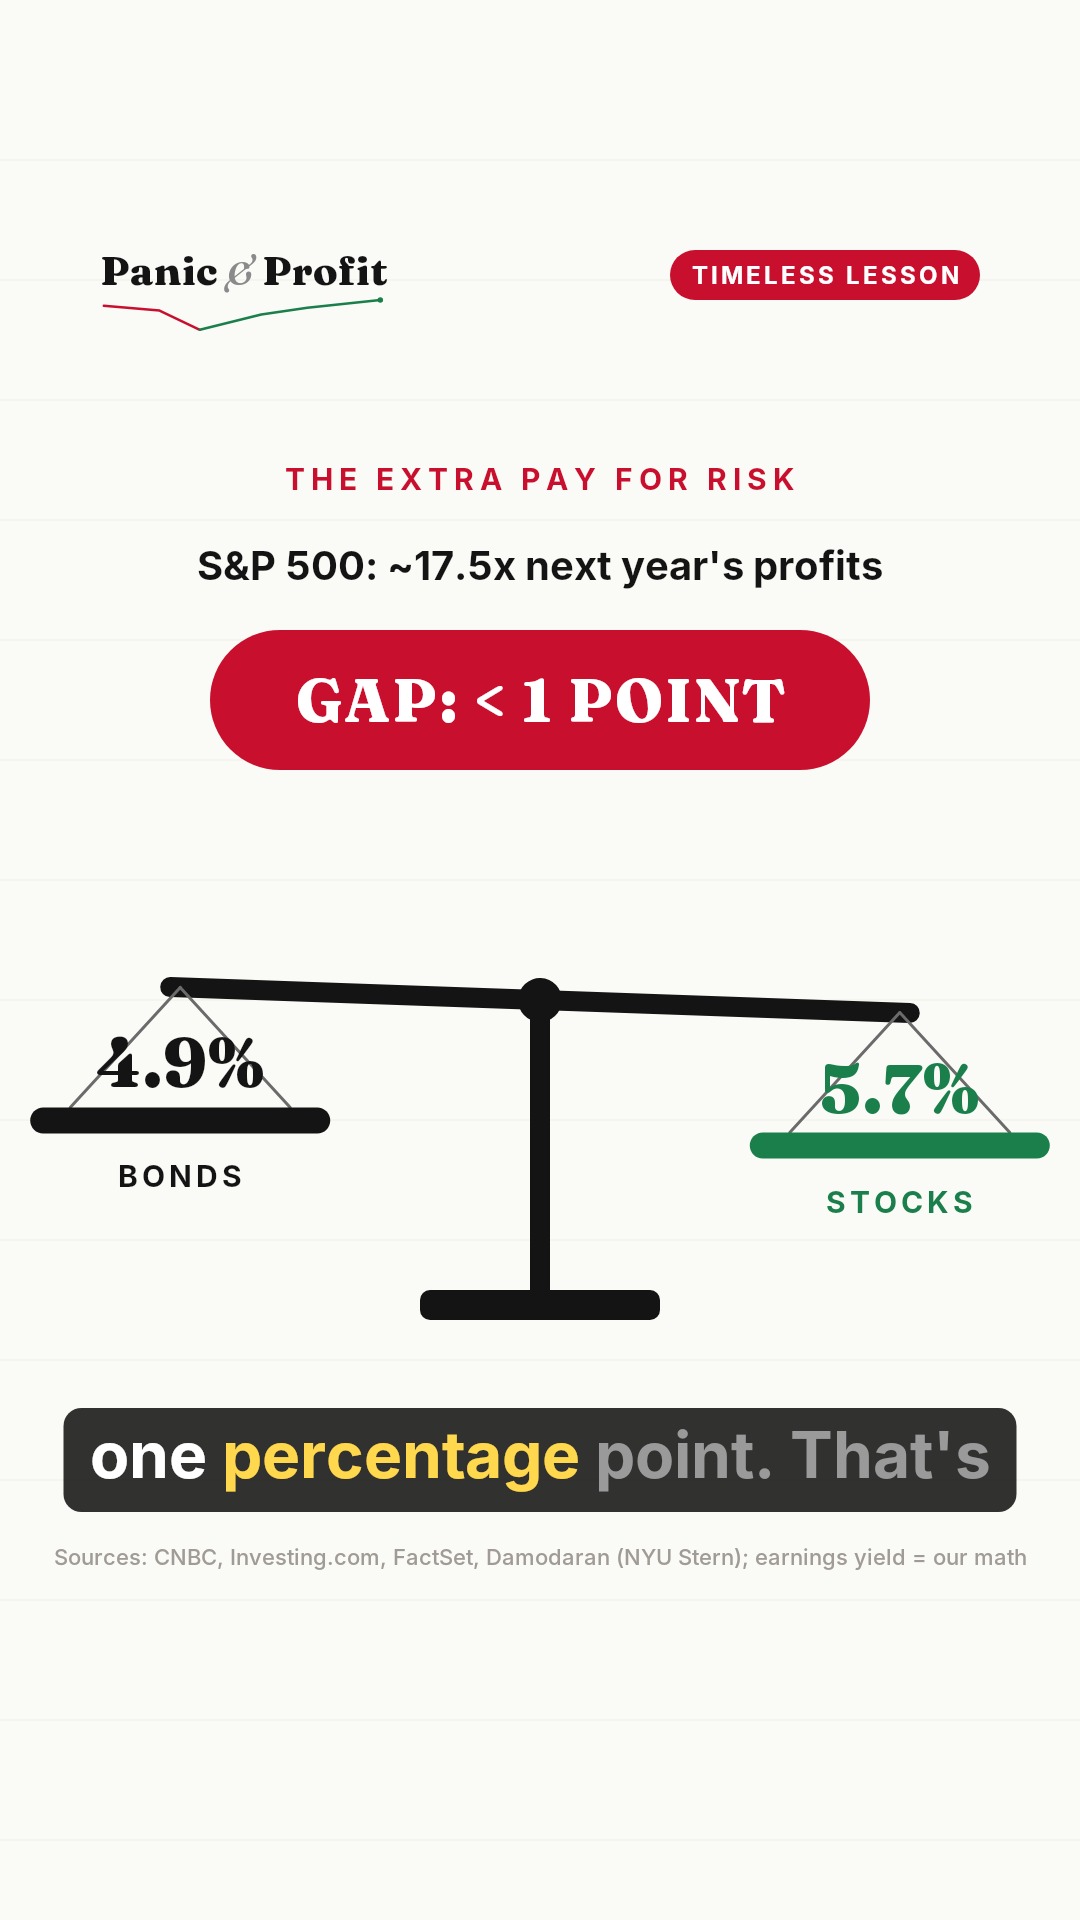 Panic & Profit
TIMELESS LESSON
THE EXTRA PAY FOR RISK
S&P 500: ~17.5x next year's profits
GAP: < 1 POINT
4.9%
5.7%
BONDS
STOCKS
one percentage point. That's
Sources: CNBC, Investing.com, FactSet, Damodaran (NYU Stern); earnings yield = our math